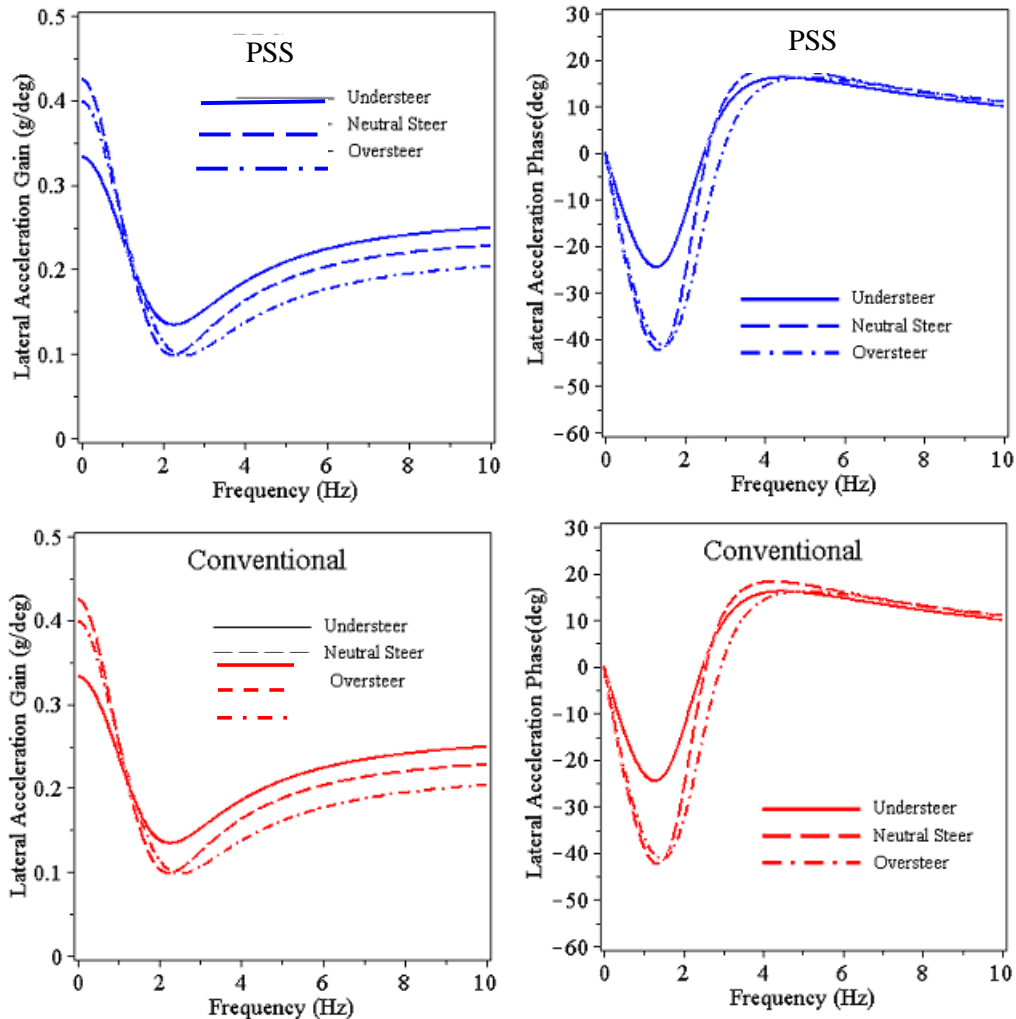 PSS
Lateral Acceleration Gain (g/deg)
0.5
0.4
0.3
0.2
0.1
0
Understeer
Neutral Steer
Oversteer
0 2 4 6 8 10
Frequency (Hz)
PSS
Lateral Acceleration Phase(deg)
30
20
10
0
−10
−20
−30
−40
−50
−60
Understeer
Neutral Steer
Oversteer
0 2 4 6 8 10
Frequency (Hz)
Conventional
Lateral Acceleration Gain (g/deg)
0.5
0.4
0.3
0.2
0.1
0
Understeer
Neutral Steer
Oversteer
0 2 4 6 8 10
Frequency (Hz)
Conventional
Lateral Acceleration Phase(deg)
30
20
10
0
−10
−20
−30
−40
−50
−60
Understeer
Neutral Steer
Oversteer
0 2 4 6 8 10
Frequency (Hz)